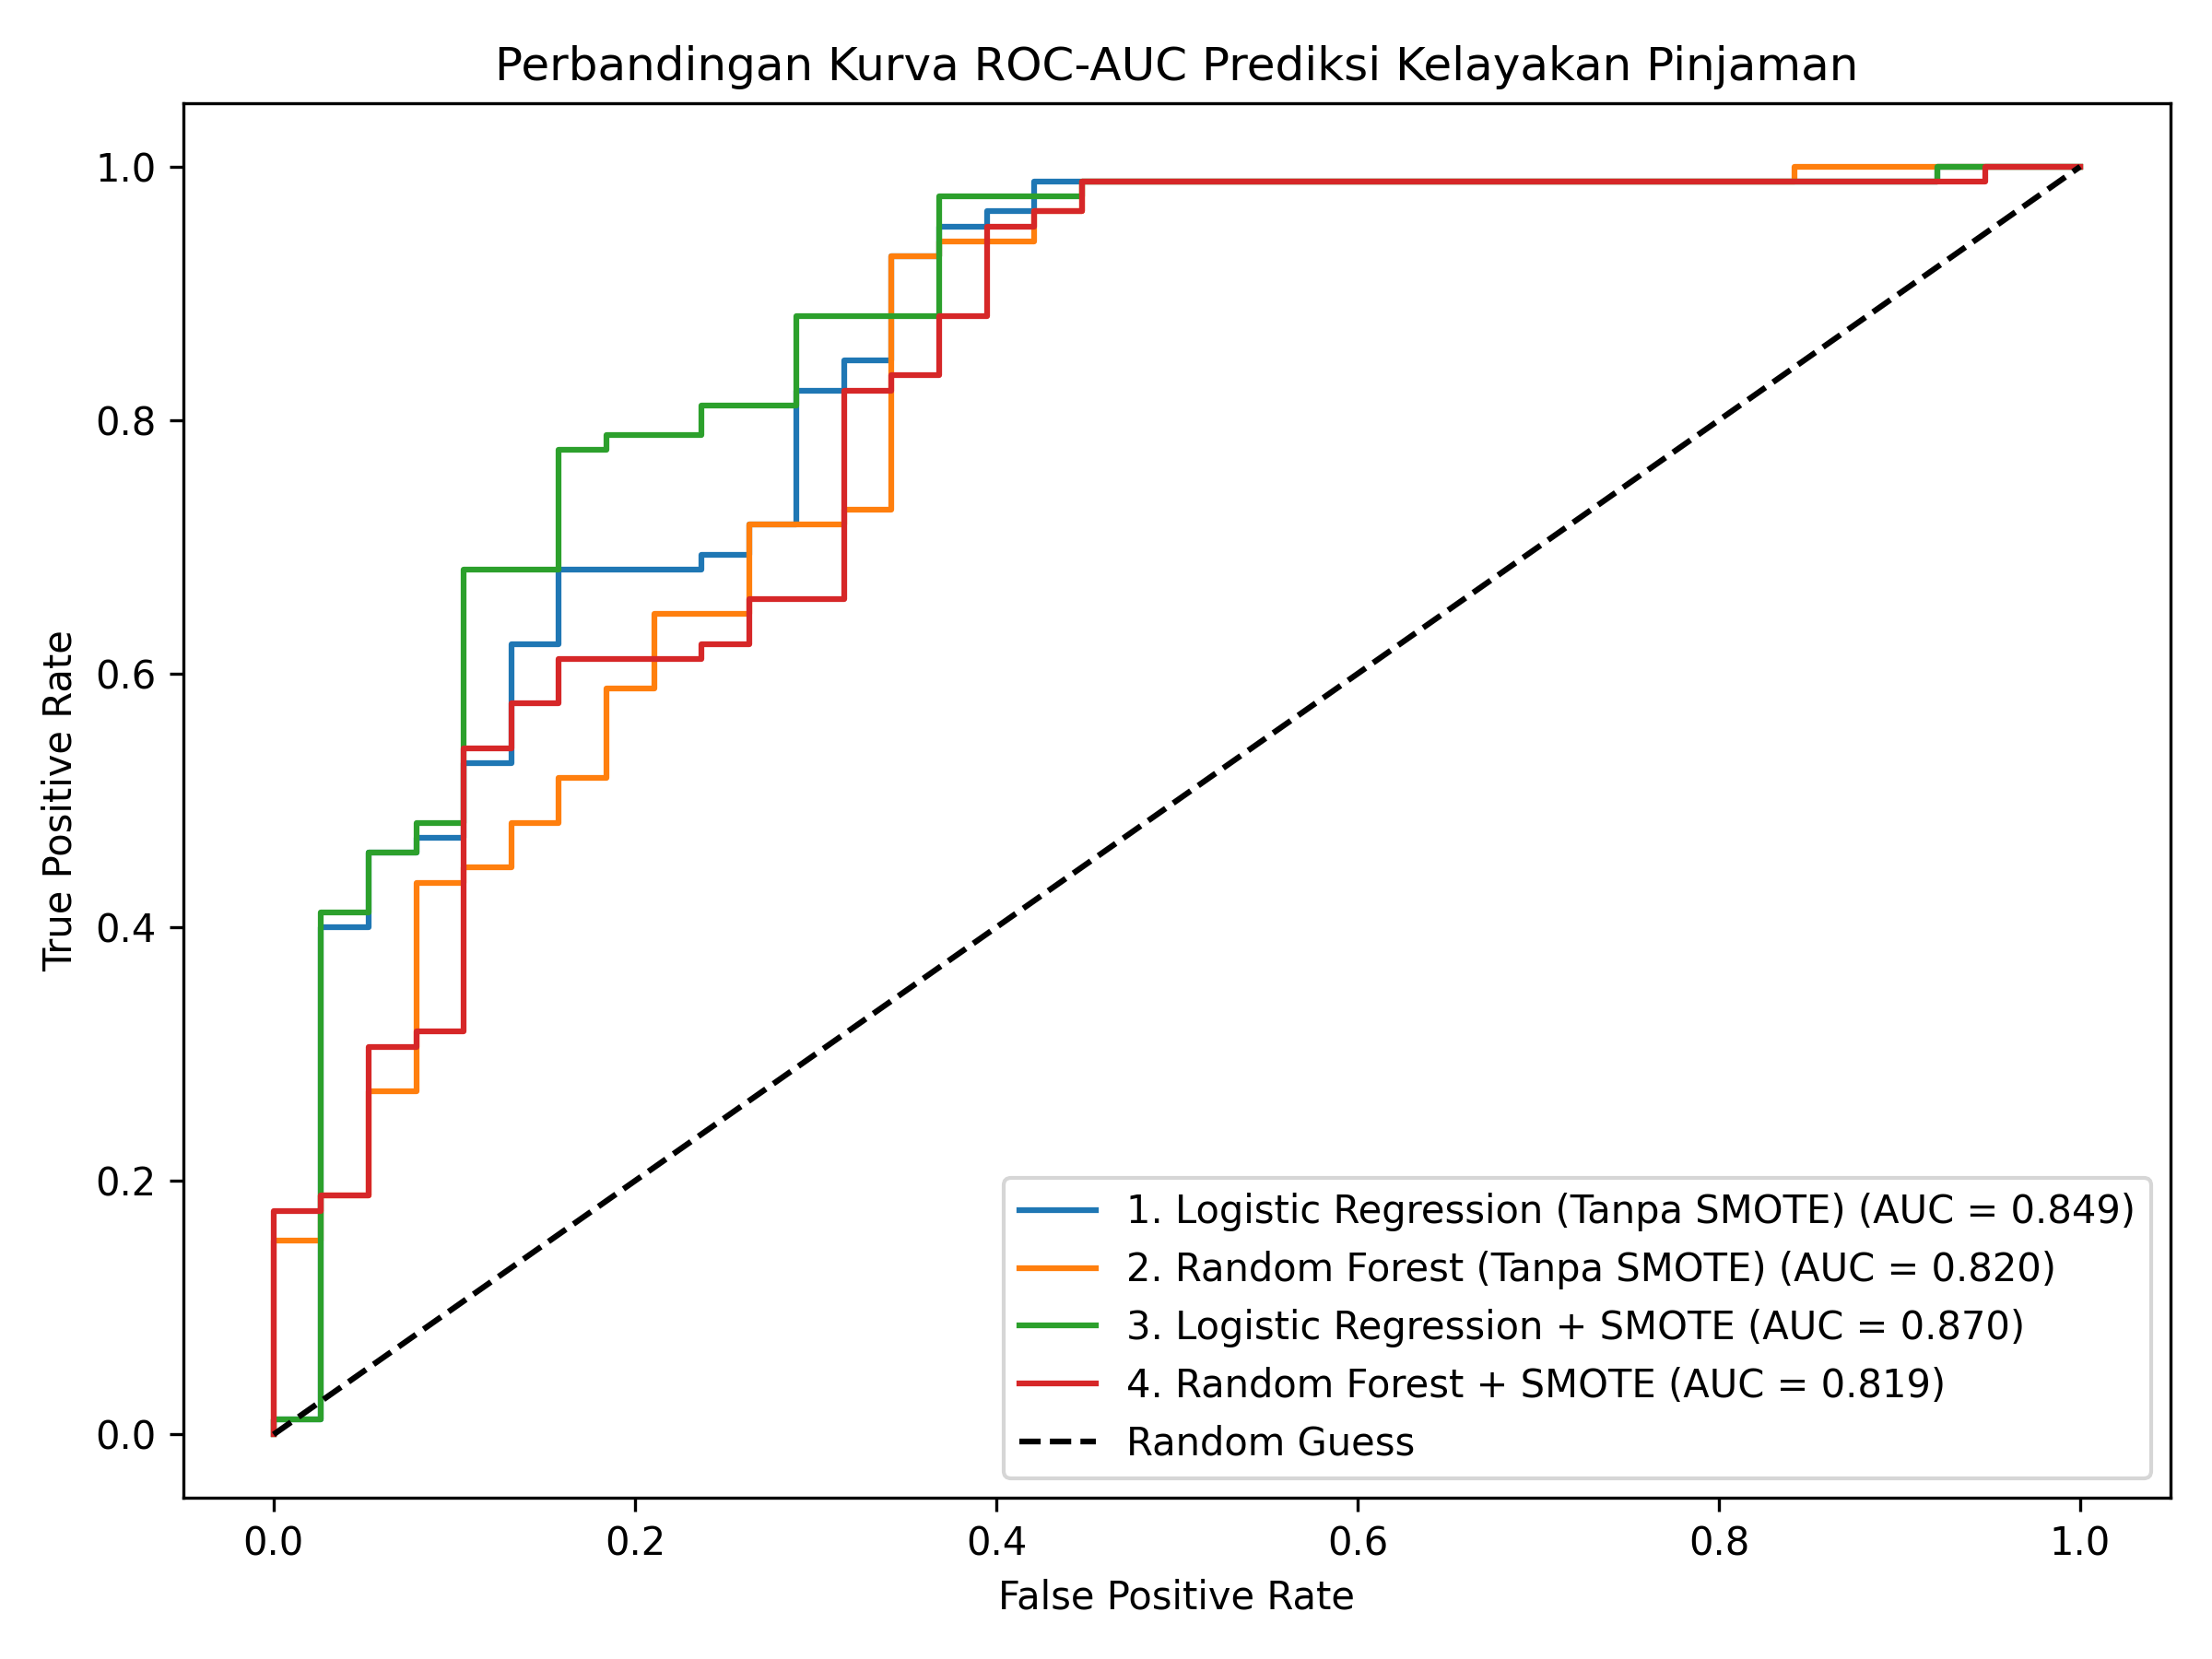 Perbandingan Kurva ROC-AUC Prediksi Kelayakan Pinjaman
True Positive Rate
1.0
0.8
0.6
0.4
0.2
0.0
0.0 0.2 0.4 0.6 0.8 1.0
False Positive Rate
1. Logistic Regression (Tanpa SMOTE) (AUC = 0.849)
2. Random Forest (Tanpa SMOTE) (AUC = 0.820)
3. Logistic Regression + SMOTE (AUC = 0.870)
4. Random Forest + SMOTE (AUC = 0.819)
Random Guess